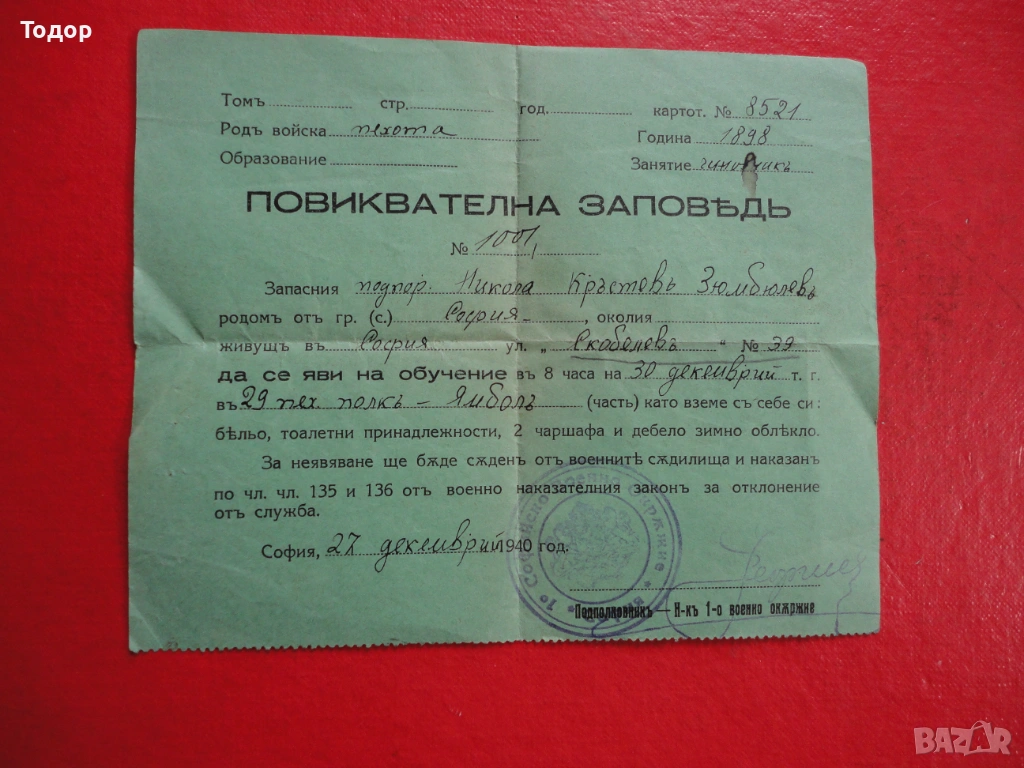 Тодор
Томъ стр. год. картот. № 8521
Родъ войска пехота Година 1898
Образование Занятие чиновникъ
ПОВИКВАТЕЛНА ЗАПОВѢДЬ
№ 1001
Запасния подпор. Никола Кръстевъ Зюмбюлевъ
родомъ отъ гр. (с.) София, околия
живущъ въ София ул. „Скобелевъ“ № 39
да се яви на обучение въ 8 часа на 30 декемврий т. г.
въ 29 пех. полкъ – Ямболъ (часть) като вземе съ себе си:
бѣльо, тоалетни принадлежности, 2 чаршафа и дебело зимно облѣкло.
За неявяване ще бѫде сѫденъ отъ военнитѣ сѫдилища и наказанъ
по чл. чл. 135 и 136 отъ военно наказателния законъ за отклонение
отъ служба.
София, 27 декемврий 1940 год.
Подполковникъ — Н-къ 1-о военно окѫржие
BAZAR